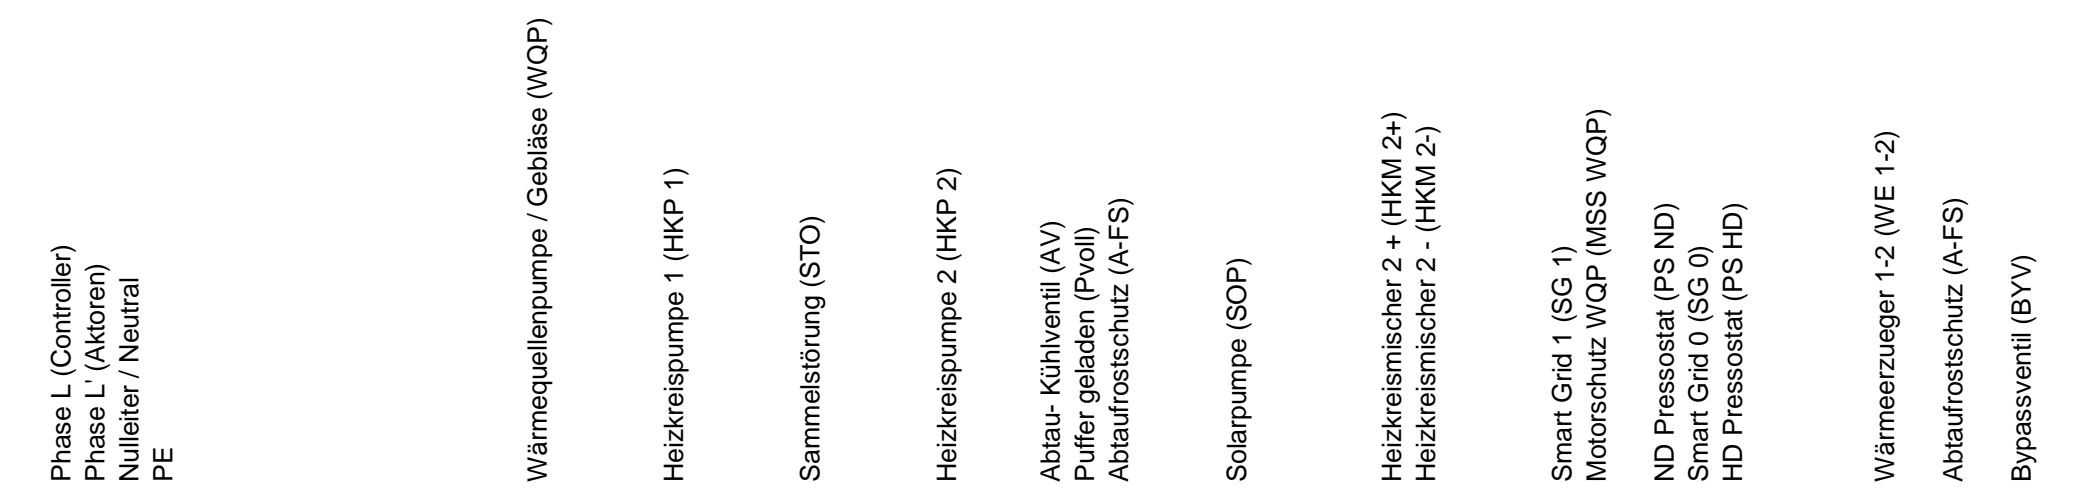 Phase L (Controller)
Phase L' (Aktoren)
Nulleiter / Neutral
PE
Wärmequellenpumpe / Gebläse (WQP)
Heizkreispumpe 1 (HKP 1)
Sammelstörung (STO)
Heizkreispumpe 2 (HKP 2)
Abtau- Kühlventil (AV)
Puffer geladen (Pvoll)
Abtaufrostschutz (A-FS)
Solarpumpe (SOP)
Heizkreismischer 2 + (HKM 2+)
Heizkreismischer 2 - (HKM 2-)
Smart Grid 1 (SG 1)
Motorschutz WQP (MSS WQP)
ND Pressostat (PS ND)
Smart Grid 0 (SG 0)
HD Pressostat (PS HD)
Wärmeerzueger 1-2 (WE 1-2)
Abtaufrostschutz (A-FS)
Bypassventil (BYV)